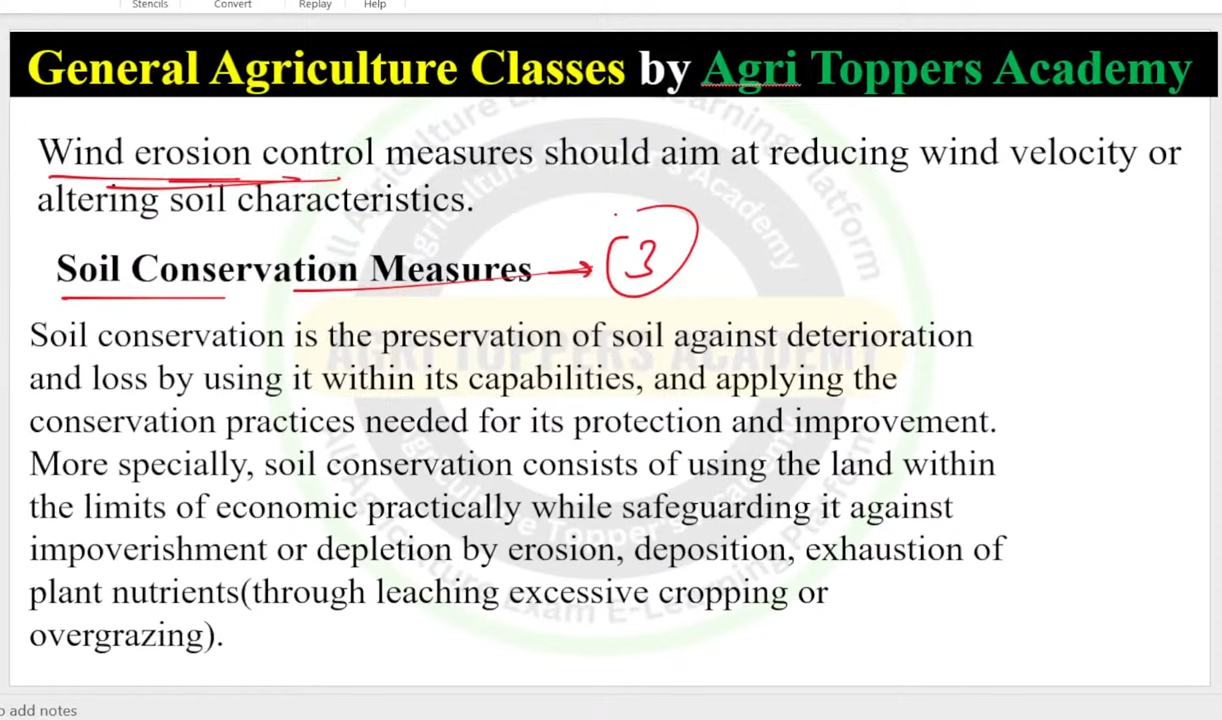 Stencils Convert Replay Help
General Agriculture Classes by Agri Toppers Academy
Wind erosion control measures should aim at reducing wind velocity or
altering soil characteristics.
Soil Conservation Measures
3
Soil conservation is the preservation of soil against deterioration
and loss by using it within its capabilities, and applying the
conservation practices needed for its protection and improvement.
More specially, soil conservation consists of using the land within
the limits of economic practically while safeguarding it against
impoverishment or depletion by erosion, deposition, exhaustion of
plant nutrients(through leaching excessive cropping or
overgrazing).
add notes